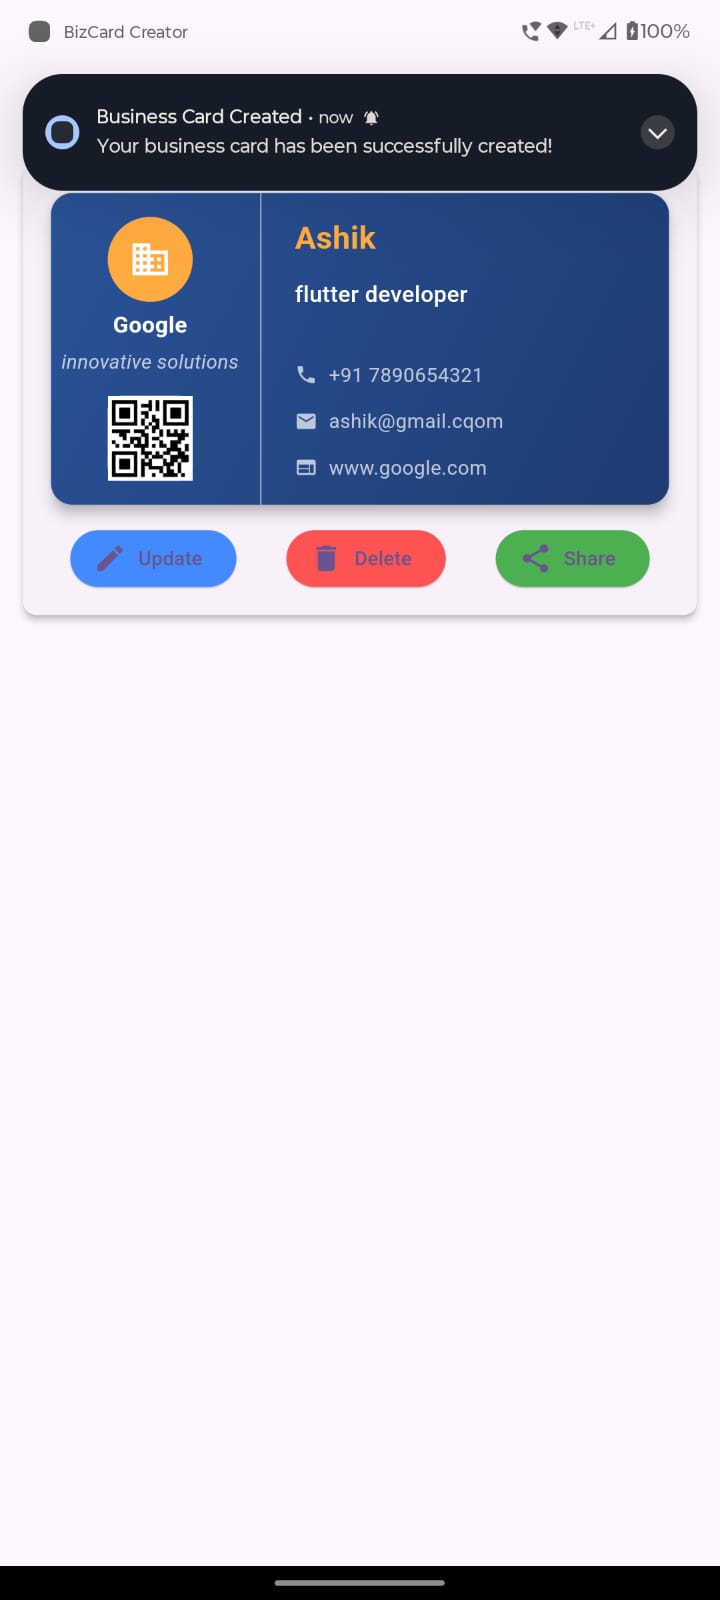 BizCard Creator
LTE+
100%
Business Card Created • now
Your business card has been successfully created!
Google
innovative solutions
Ashik
flutter developer
+91 7890654321
ashik@gmail.cqom
www.google.com
Update
Delete
Share